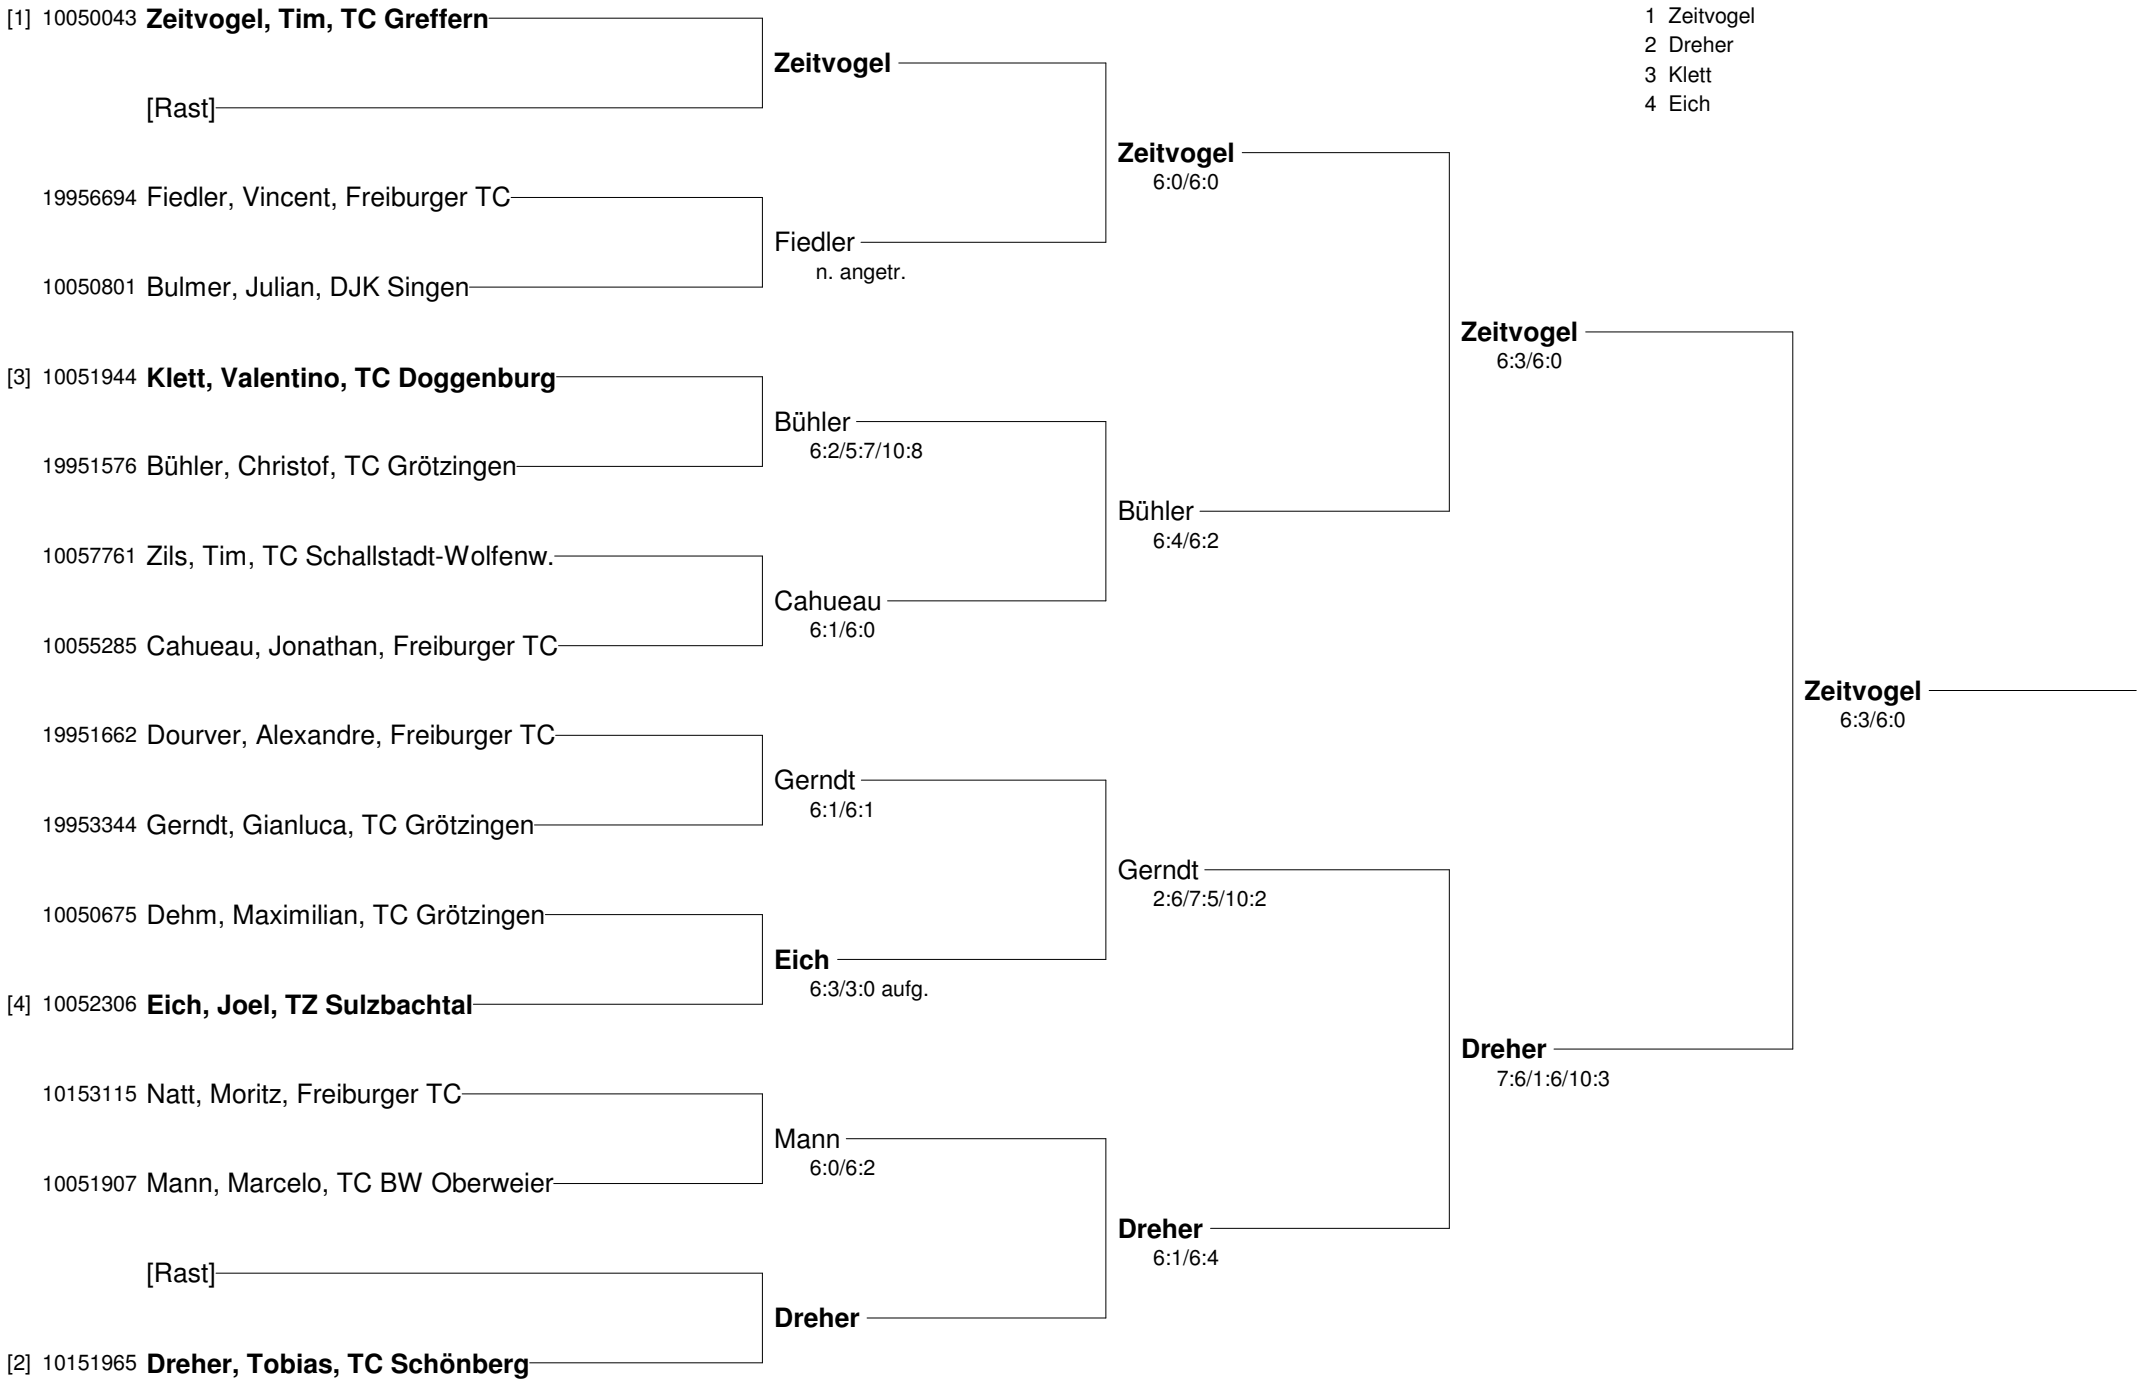 [1] 10050043 Zeitvogel, Tim, TC Greffern
[Rast]
19956694 Fiedler, Vincent, Freiburger TC
10050801 Bulmer, Julian, DJK Singen
[3] 10051944 Klett, Valentino, TC Doggenburg
19951576 Bühler, Christof, TC Grötzingen
10057761 Zils, Tim, TC Schallstadt-Wolfenw.
10055285 Cahueau, Jonathan, Freiburger TC
19951662 Dourver, Alexandre, Freiburger TC
19953344 Gerndt, Gianluca, TC Grötzingen
10050675 Dehm, Maximilian, TC Grötzingen
[4] 10052306 Eich, Joel, TZ Sulzbachtal
10153115 Natt, Moritz, Freiburger TC
10051907 Mann, Marcelo, TC BW Oberweier
[Rast]
[2] 10151965 Dreher, Tobias, TC Schönberg
Zeitvogel
Fiedler
n. angetr.
Bühler
6:2/5:7/10:8
Cahueau
6:1/6:0
Gerndt
6:1/6:1
Eich
6:3/3:0 aufg.
Mann
6:0/6:2
Dreher
Zeitvogel
6:0/6:0
Bühler
6:4/6:2
Gerndt
2:6/7:5/10:2
Dreher
6:1/6:4
Zeitvogel
6:3/6:0
Dreher
7:6/1:6/10:3
Zeitvogel
6:3/6:0
1 Zeitvogel
2 Dreher
3 Klett
4 Eich